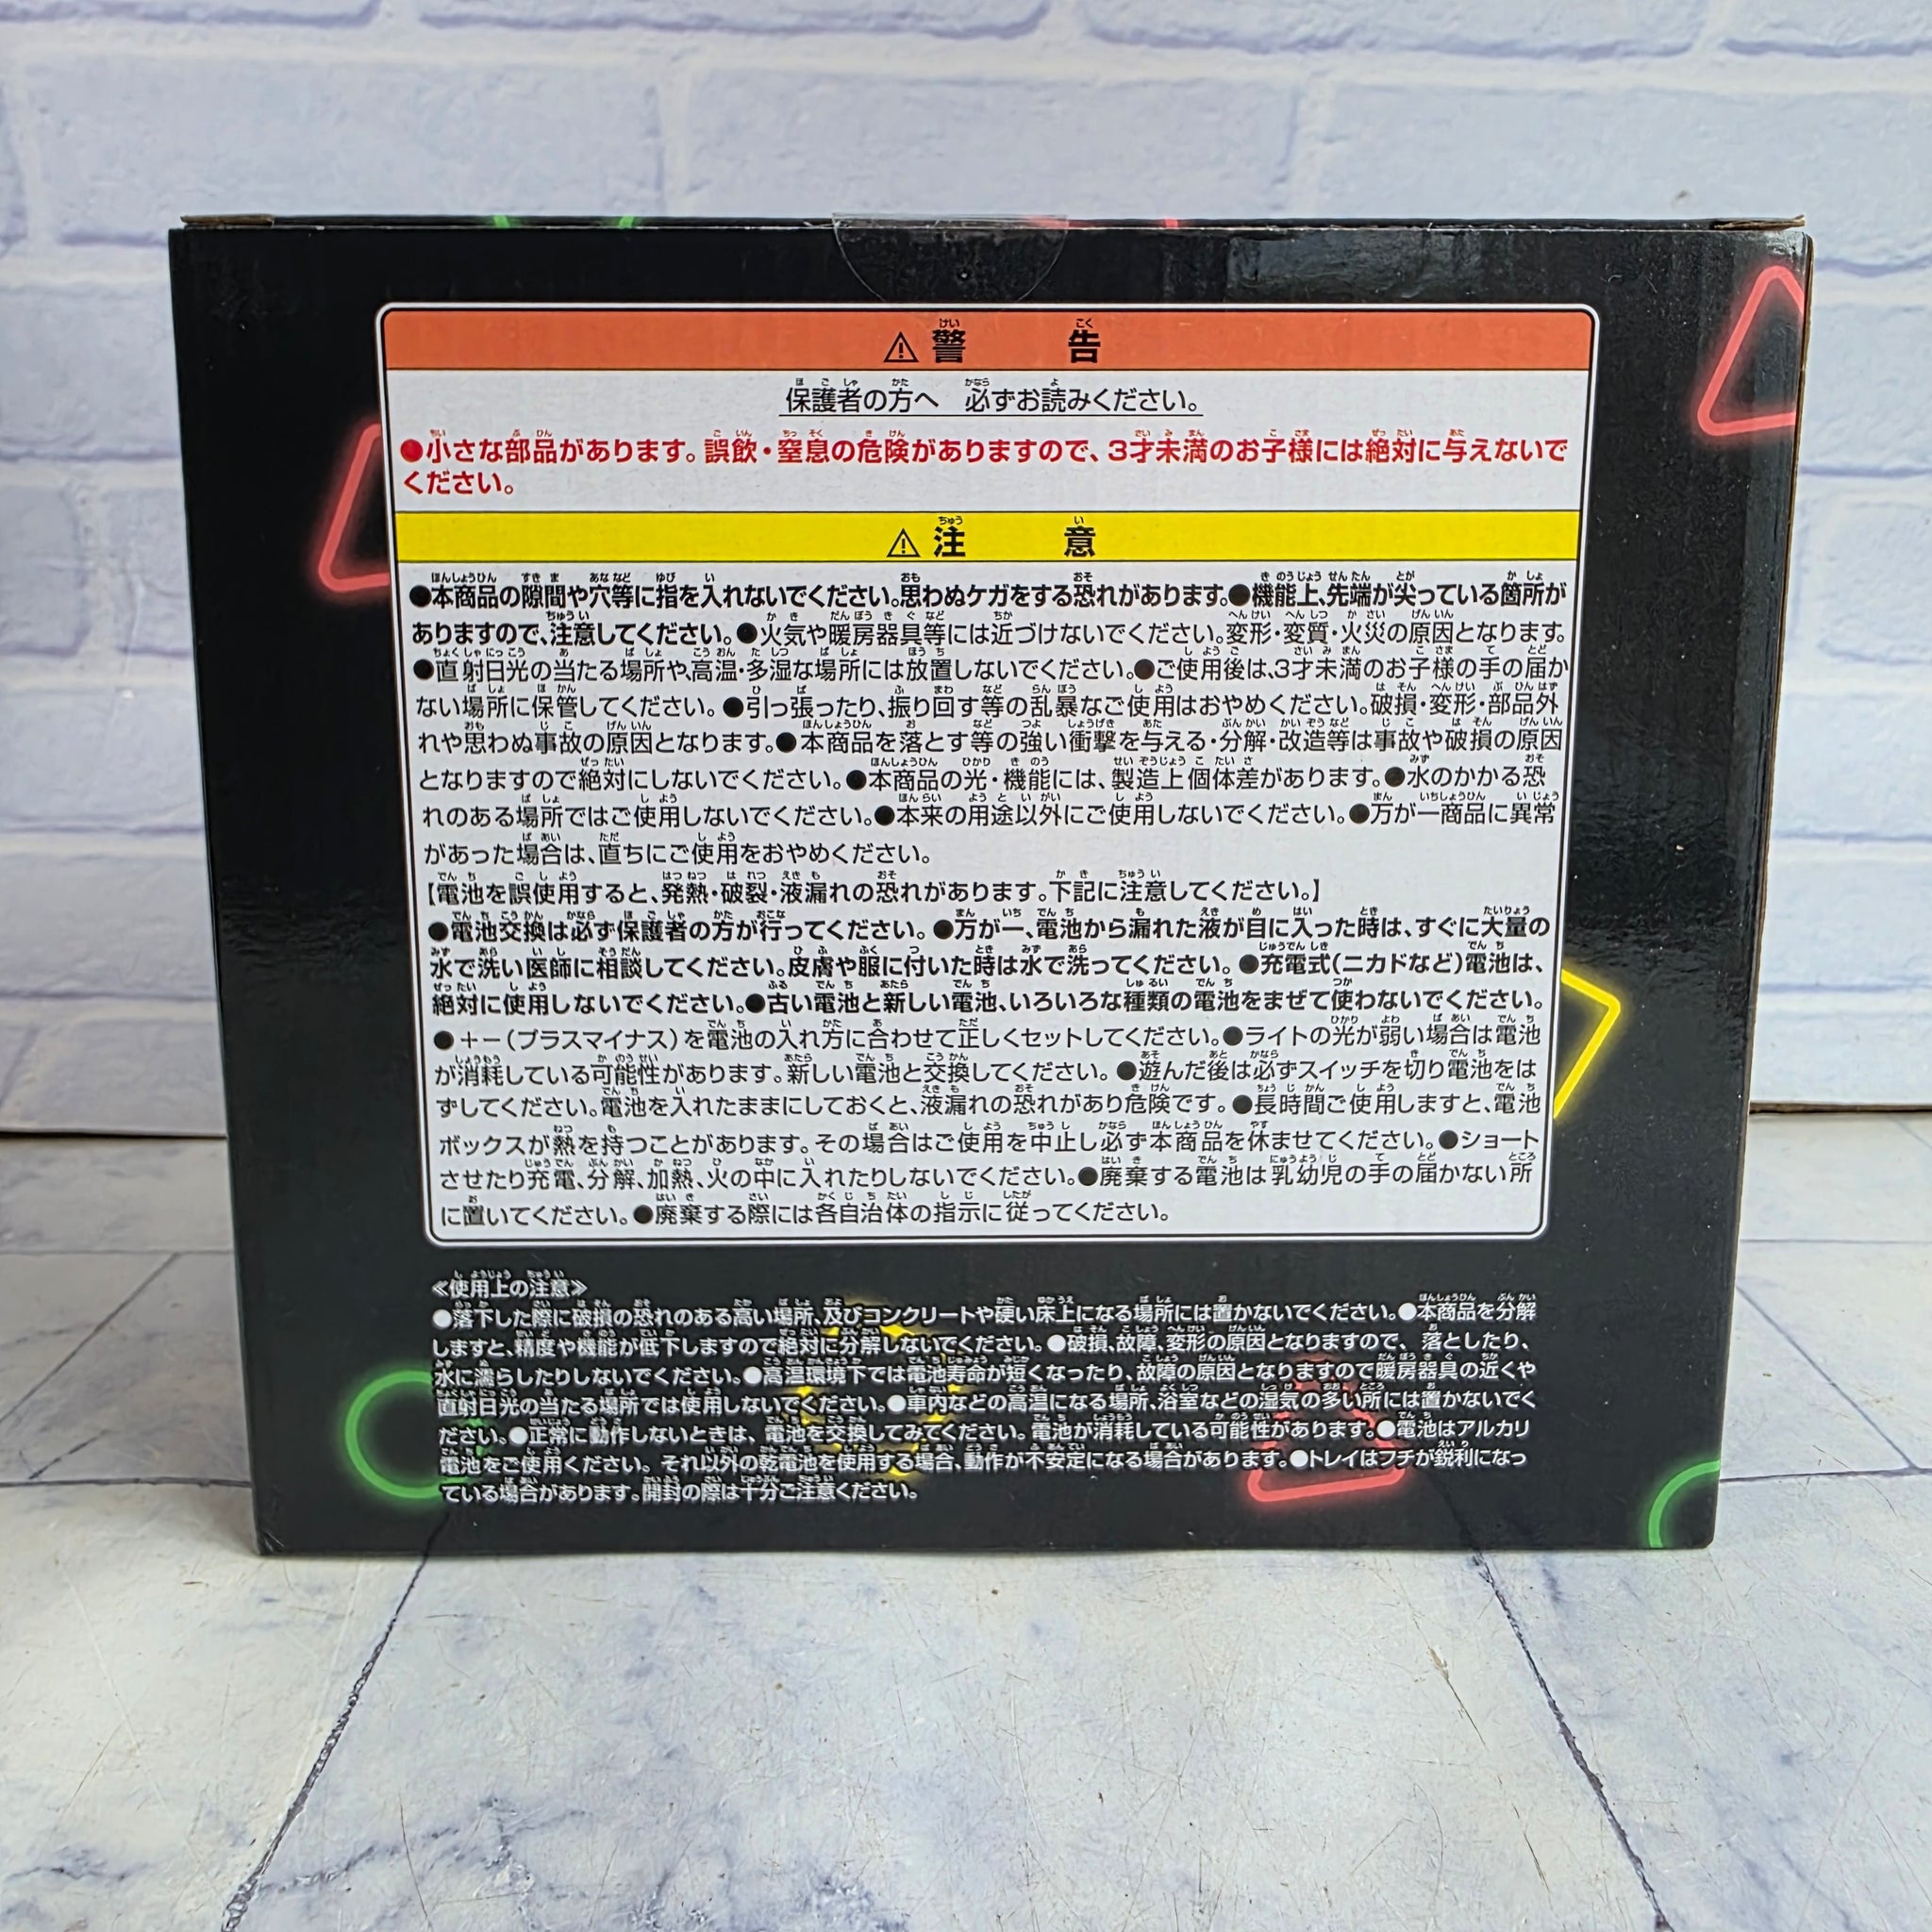 ⚠警告
保護者の方へ 必ずお読みください。
●小さな部品があります。誤飲・窒息の危険がありますので、3才未満のお子様には絶対に与えないで
ください。
⚠注意
●本商品の隙間や穴等に指を入れないでください。思わぬケガをする恐れがあります。●機能上、先端が尖っている箇所が
ありますので、注意してください。●火気や暖房器具等には近づけないでください。変形・変質・火災の原因となります。
●直射日光の当たる場所や、高温・多湿な場所には放置しないでください。●ご使用後は、3才未満のお子様の手の届か
ない場所に保管してください。●引っ張ったり、振り回す等の乱暴なご使用はおやめください。破損・変形・部品外
れや思わぬ事故の原因となります。●本商品を落とす等の強い衝撃を与える・分解・改造等は事故や破損の原因
となりますので絶対にしないでください。●本商品の光・機能には、製造上個体差があります。●水のかかる恐
れのある場所ではご使用しないでください。●本来の用途以外にご使用しないでください。●万が一商品に異常
があった場合は、直ちにご使用をおやめください。
【電池を誤使用すると、発熱・破裂・液漏れの恐れがあります。下記に注意してください。】
●電池交換は必ず保護者の方が行ってください。●万が一、電池から漏れた液が目に入った時は、すぐに大量の
水で洗い医師に相談してください。皮膚や服に付いた時は水で洗ってください。●充電式(ニカドなど)電池は、
絶対に使用しないでください。●古い電池と新しい電池、いろいろな種類の電池をまぜて使わないでください。
●+−(プラスマイナス)を電池の入れ方に合わせて正しくセットしてください。●ライトの光が弱い場合は電池
が消耗している可能性があります。新しい電池と交換してください。●遊んだ後は必ずスイッチを切り電池をは
ずしてください。電池を入れたままにしておくと、液漏れの恐れがあり危険です。●長時間ご使用しますと、電池
ボックスが熱を持つことがあります。その場合はご使用を中止し必ず本商品を休ませてください。●ショート
させたり充電、分解、加熱、火の中に入れたりしないでください。●廃棄する電池は乳幼児の手の届かない所
に置いてください。●廃棄する際には各自治体の指示に従ってください。
≪使用上の注意≫
●落下した際に破損の恐れのある高い場所、及びコンクリートや硬い床上になる場所には置かないでください。●本商品を分解
しますと、精度や機能が低下しますので絶対に分解しないでください。●破損、故障、変形の原因となりますので、落としたり、
水に濡らしたりしないでください。●高温環境下では電池寿命が短くなったり、故障の原因となりますので暖房器具の近くや
直射日光の当たる場所では使用しないでください。●車内などの高温になる場所、浴室などの湿気の多い所には置かないでく
ださい。●正常に動作しないときは、電池を交換してみてください。電池が消耗している可能性があります。●電池はアルカリ
電池をご使用ください。それ以外の乾電池を使用する場合、動作が不安定になる場合があります。●トレイはフチが鋭利になっ
ている場合があります。開封の際は十分ご注意ください。